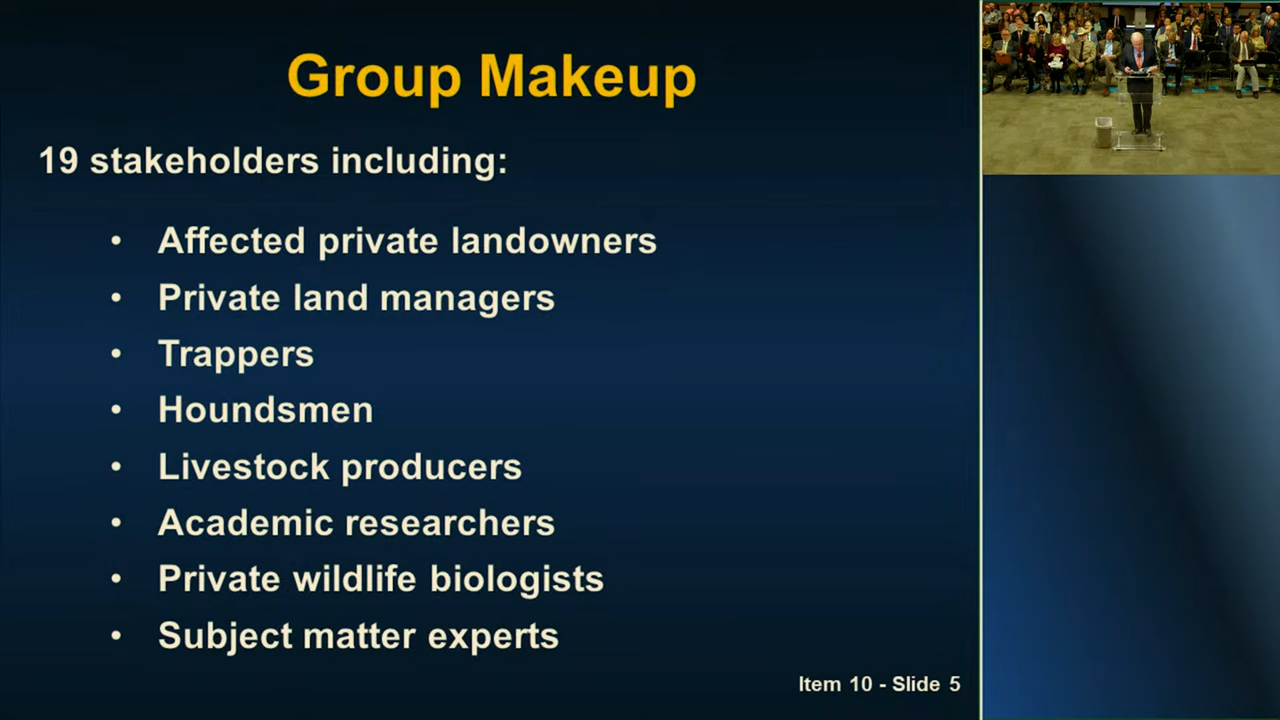 Group Makeup
19 stakeholders including:
• Affected private landowners
• Private land managers
• Trappers
• Houndsmen
• Livestock producers
• Academic researchers
• Private wildlife biologists
• Subject matter experts
Item 10 - Slide 5